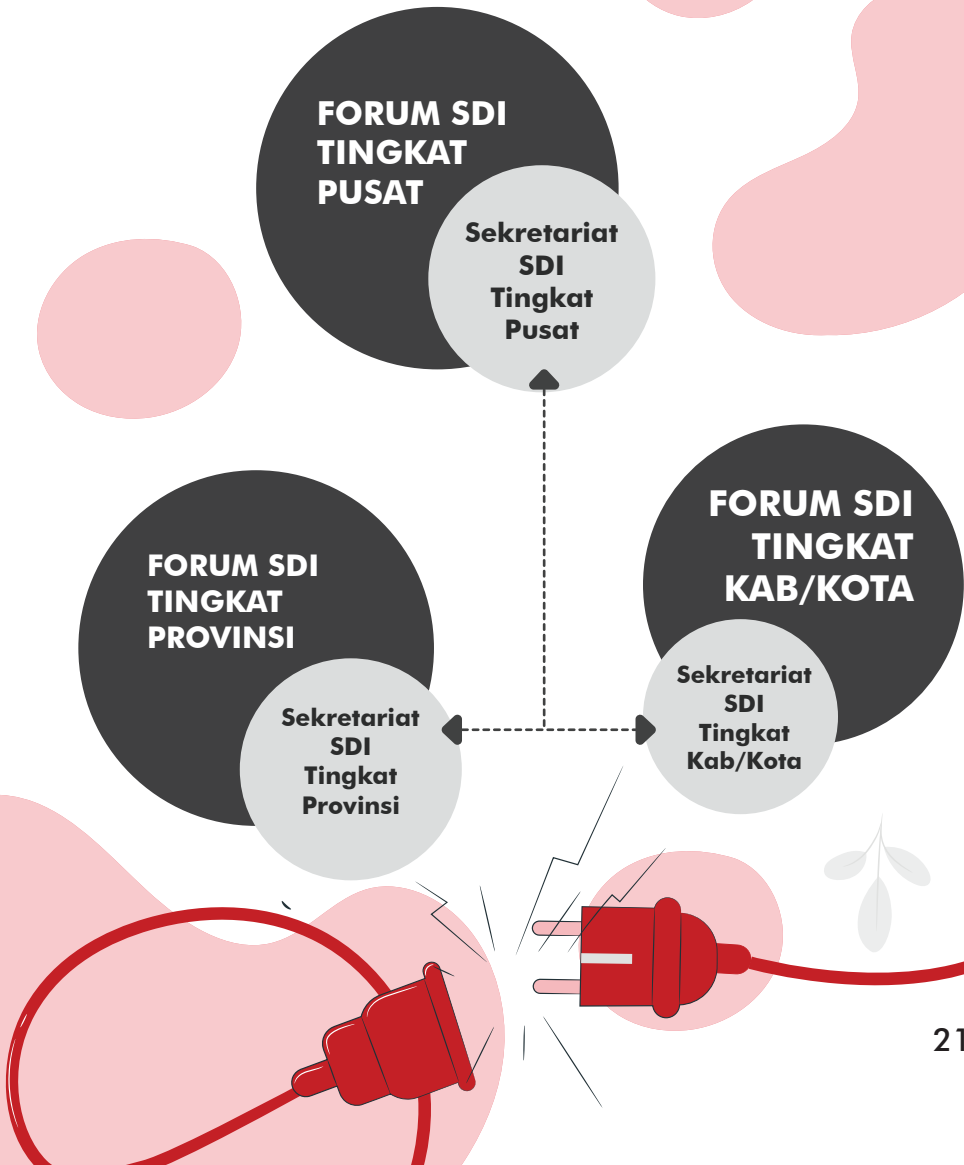 FORUM SDI
TINGKAT
PUSAT
Sekretariat
SDI
Tingkat
Pusat
FORUM SDI
TINGKAT
PROVINSI
Sekretariat
SDI
Tingkat
Provinsi
FORUM SDI
TINGKAT
KAB/KOTA
Sekretariat
SDI
Tingkat
Kab/Kota
21